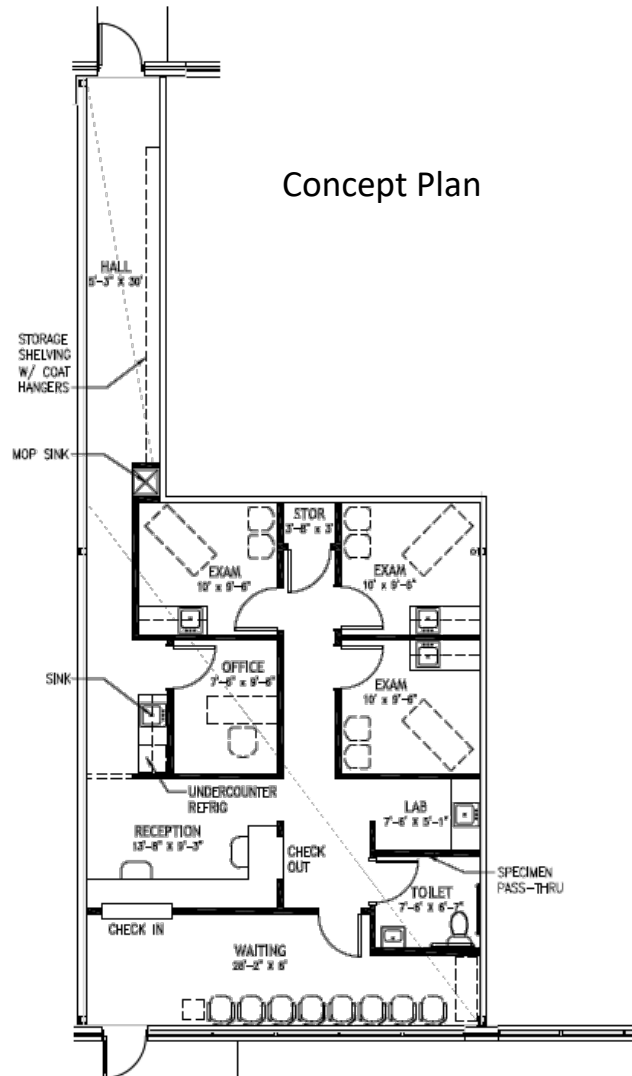 Concept Plan
HALL
5'-3" X 30'
STORAGE
SHELVING
W/ COAT
HANGERS
MOP SINK
STOR
3'-8" x 3'
EXAM
10' x 9'-6"
EXAM
10' x 9'-6"
OFFICE
7'-6" x 9'-6"
SINK
EXAM
10' x 9'-6"
UNDERCOUNTER
REFRIG
LAB
7'-6" X 5'-1"
RECEPTION
13'-8" X 9'-3"
CHECK
OUT
SPECIMEN
PASS-THRU
TOILET
7'-6" X 6'-7"
CHECK IN
WAITING
28'-2" X 8'